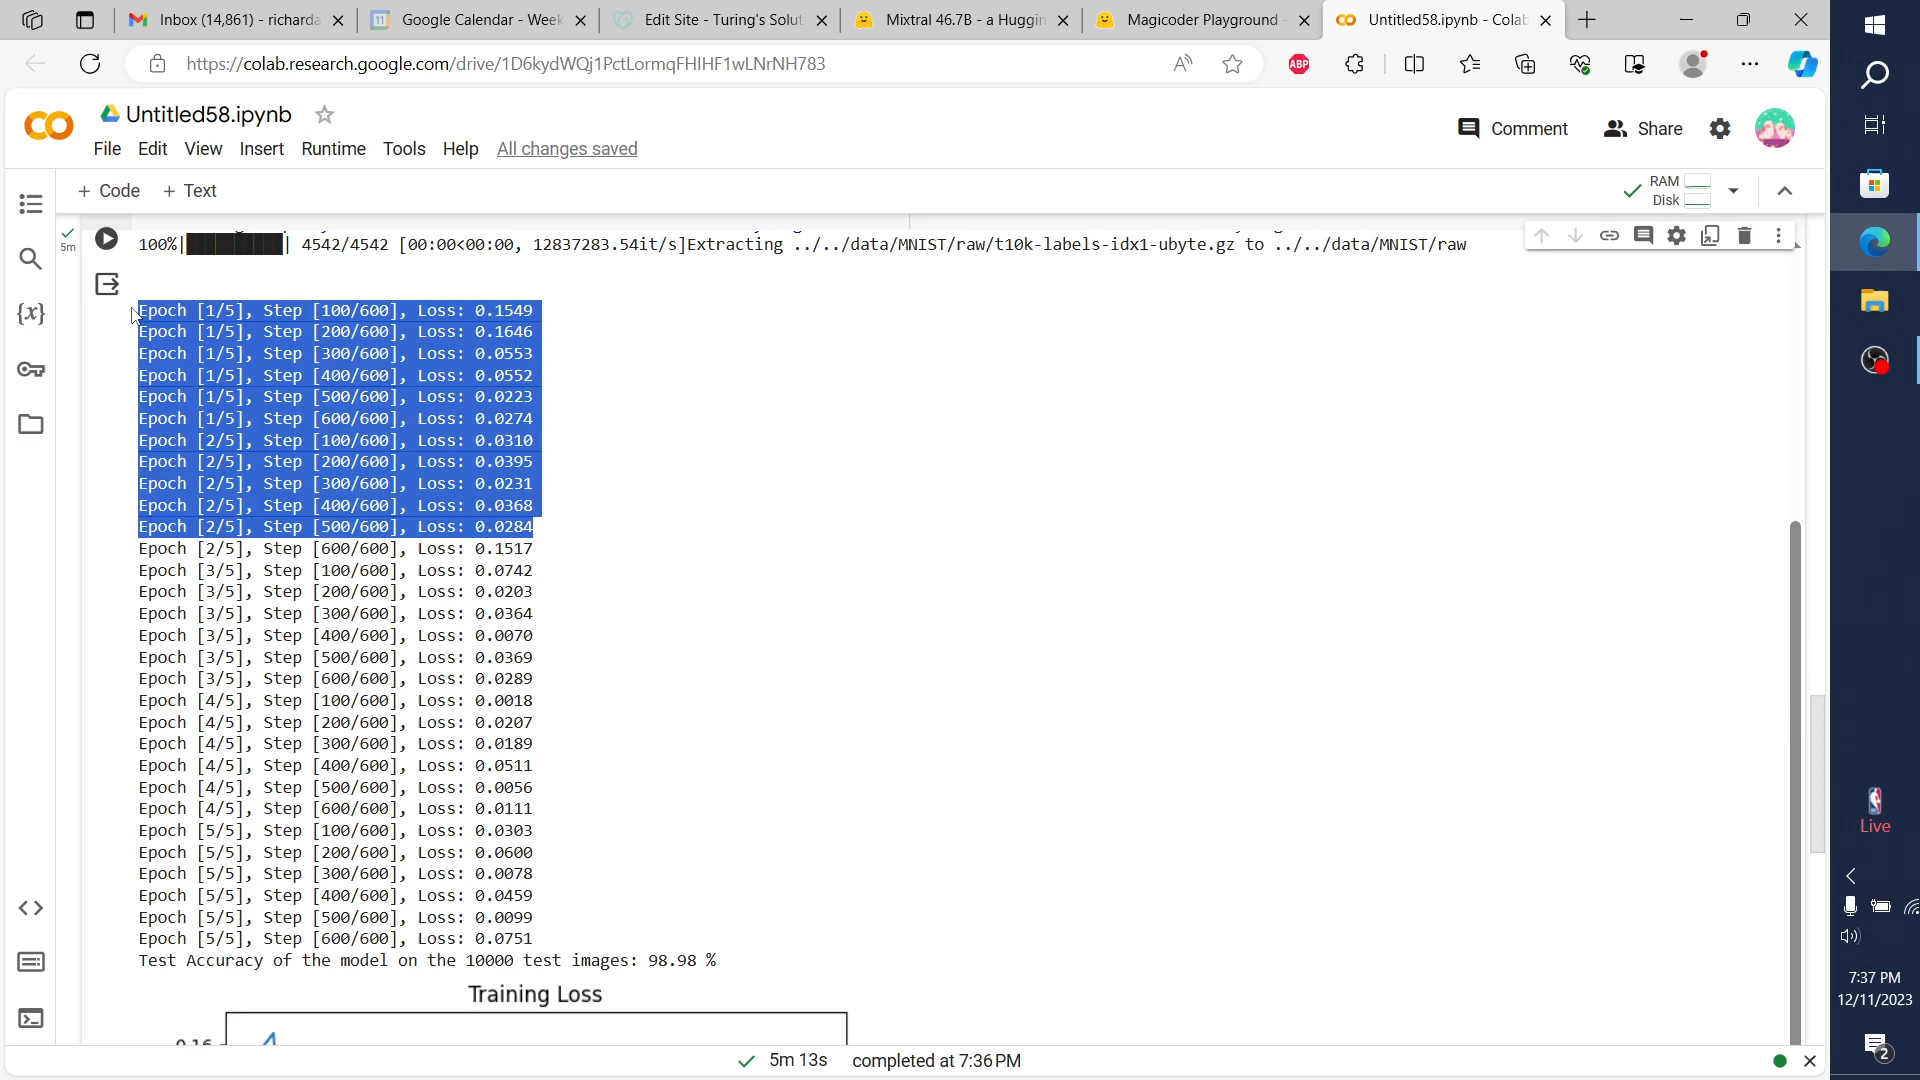 Inbox (14,861) - richarda
Google Calendar - Week
Edit Site - Turing's Solut
Mixtral 46.7B - a Huggin
Magicoder Playground -
Untitled58.ipynb - Colab
https://colab.research.google.com/drive/1D6kydWQj1PctLormqFHIHF1wLNrNH783
ABP
Untitled58.ipynb
File Edit View Insert Runtime Tools Help All changes saved
Comment
Share
+ Code + Text
RAM
Disk
5m
100%|██████████| 4542/4542 [00:00<00:00, 12837283.54it/s]Extracting ../../data/MNIST/raw/t10k-labels-idx1-ubyte.gz to ../../data/MNIST/raw
{x}
Epoch [1/5], Step [100/600], Loss: 0.1549
Epoch [1/5], Step [200/600], Loss: 0.1646
Epoch [1/5], Step [300/600], Loss: 0.0553
Epoch [1/5], Step [400/600], Loss: 0.0552
Epoch [1/5], Step [500/600], Loss: 0.0223
Epoch [1/5], Step [600/600], Loss: 0.0274
Epoch [2/5], Step [100/600], Loss: 0.0310
Epoch [2/5], Step [200/600], Loss: 0.0395
Epoch [2/5], Step [300/600], Loss: 0.0231
Epoch [2/5], Step [400/600], Loss: 0.0368
Epoch [2/5], Step [500/600], Loss: 0.0284
Epoch [2/5], Step [600/600], Loss: 0.1517
Epoch [3/5], Step [100/600], Loss: 0.0742
Epoch [3/5], Step [200/600], Loss: 0.0203
Epoch [3/5], Step [300/600], Loss: 0.0364
Epoch [3/5], Step [400/600], Loss: 0.0070
Epoch [3/5], Step [500/600], Loss: 0.0369
Epoch [3/5], Step [600/600], Loss: 0.0289
Epoch [4/5], Step [100/600], Loss: 0.0018
Epoch [4/5], Step [200/600], Loss: 0.0207
Epoch [4/5], Step [300/600], Loss: 0.0189
Epoch [4/5], Step [400/600], Loss: 0.0511
Epoch [4/5], Step [500/600], Loss: 0.0056
Epoch [4/5], Step [600/600], Loss: 0.0111
Epoch [5/5], Step [100/600], Loss: 0.0303
Epoch [5/5], Step [200/600], Loss: 0.0600
Epoch [5/5], Step [300/600], Loss: 0.0078
Epoch [5/5], Step [400/600], Loss: 0.0459
Epoch [5/5], Step [500/600], Loss: 0.0099
Epoch [5/5], Step [600/600], Loss: 0.0751
Test Accuracy of the model on the 10000 test images: 98.98 %
Training Loss
0.16
5m 13s completed at 7:36 PM
Live
7:37 PM
12/11/2023
2